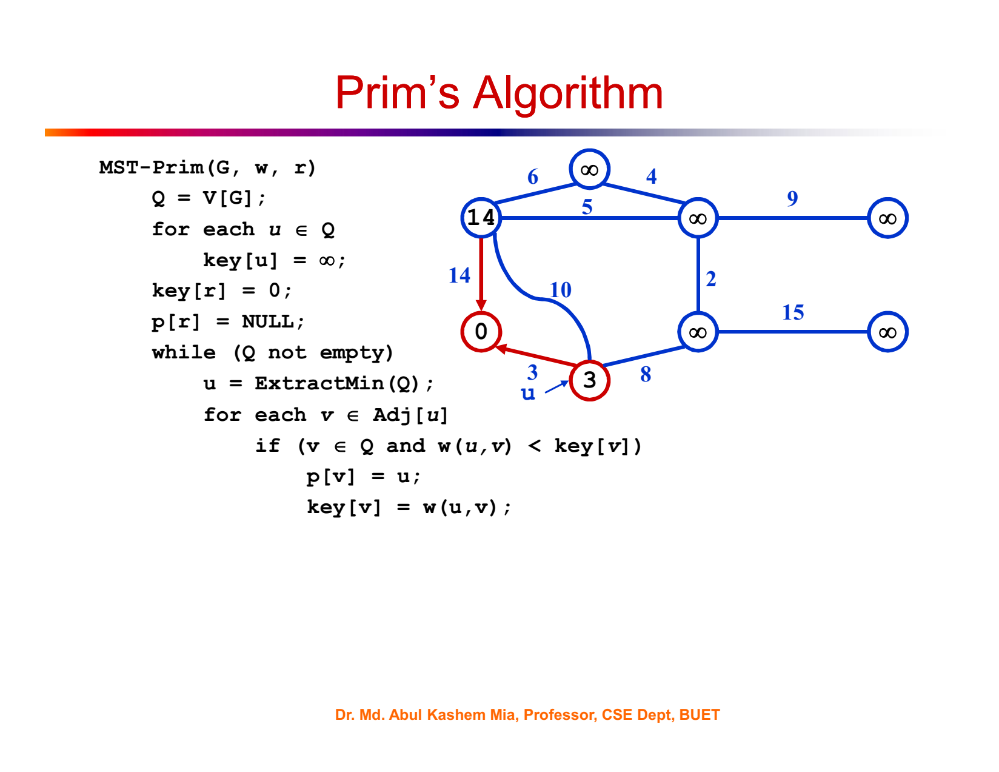 Prim’s Algorithm
MST-Prim(G, w, r)
Q = V[G];
for each u ∈ Q
key[u] = ∞;
key[r] = 0;
p[r] = NULL;
while (Q not empty)
u = ExtractMin(Q);
for each v ∈ Adj[u]
if (v ∈ Q and w(u,v) < key[v])
p[v] = u;
key[v] = w(u,v);
∞
6
4
5
9
14
∞
∞
14
10
2
15
0
∞
∞
3
8
3
u
Dr. Md. Abul Kashem Mia, Professor, CSE Dept, BUET